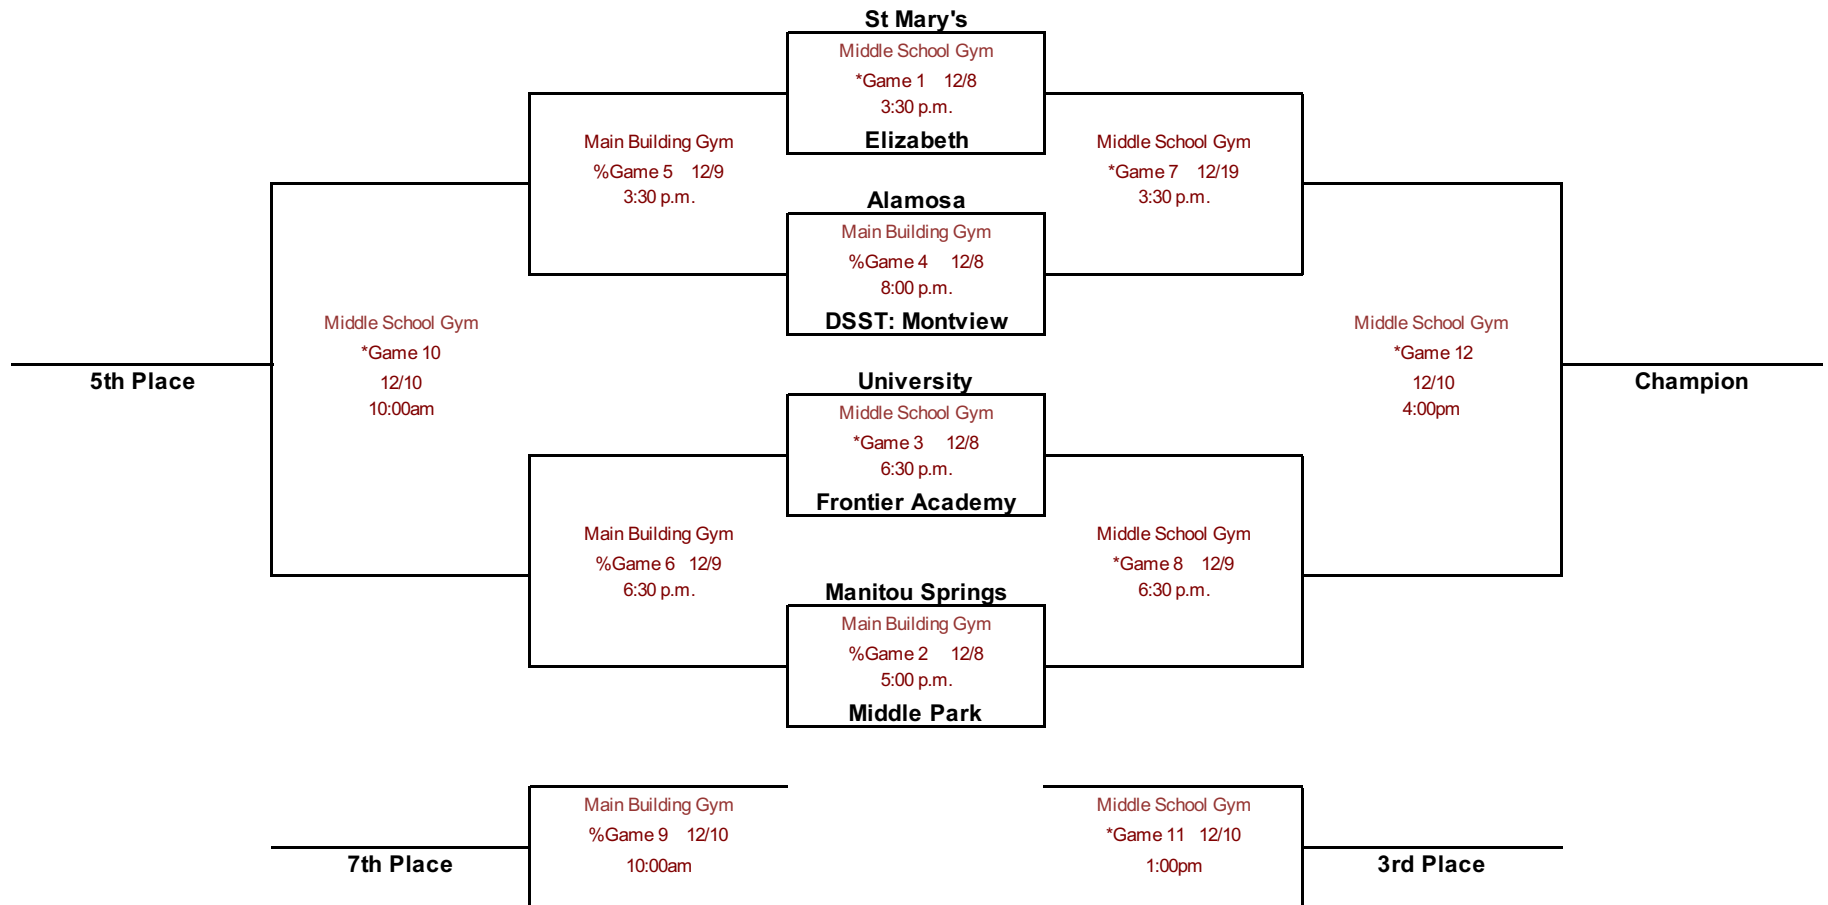 St Mary's
Middle School Gym
*Game 1 12/8
3:30 p.m.
Elizabeth
Main Building Gym
%Game 5 12/9
3:30 p.m.
Middle School Gym
*Game 7 12/19
3:30 p.m.
Alamosa
Main Building Gym
%Game 4 12/8
8:00 p.m.
DSST: Montview
Middle School Gym
*Game 10
12/10
10:00am
5th Place
Middle School Gym
*Game 12
12/10
4:00pm
Champion
University
Middle School Gym
*Game 3 12/8
6:30 p.m.
Frontier Academy
Main Building Gym
%Game 6 12/9
6:30 p.m.
Middle School Gym
*Game 8 12/9
6:30 p.m.
Manitou Springs
Main Building Gym
%Game 2 12/8
5:00 p.m.
Middle Park
Main Building Gym
%Game 9 12/10
10:00am
7th Place
Middle School Gym
*Game 11 12/10
1:00pm
3rd Place